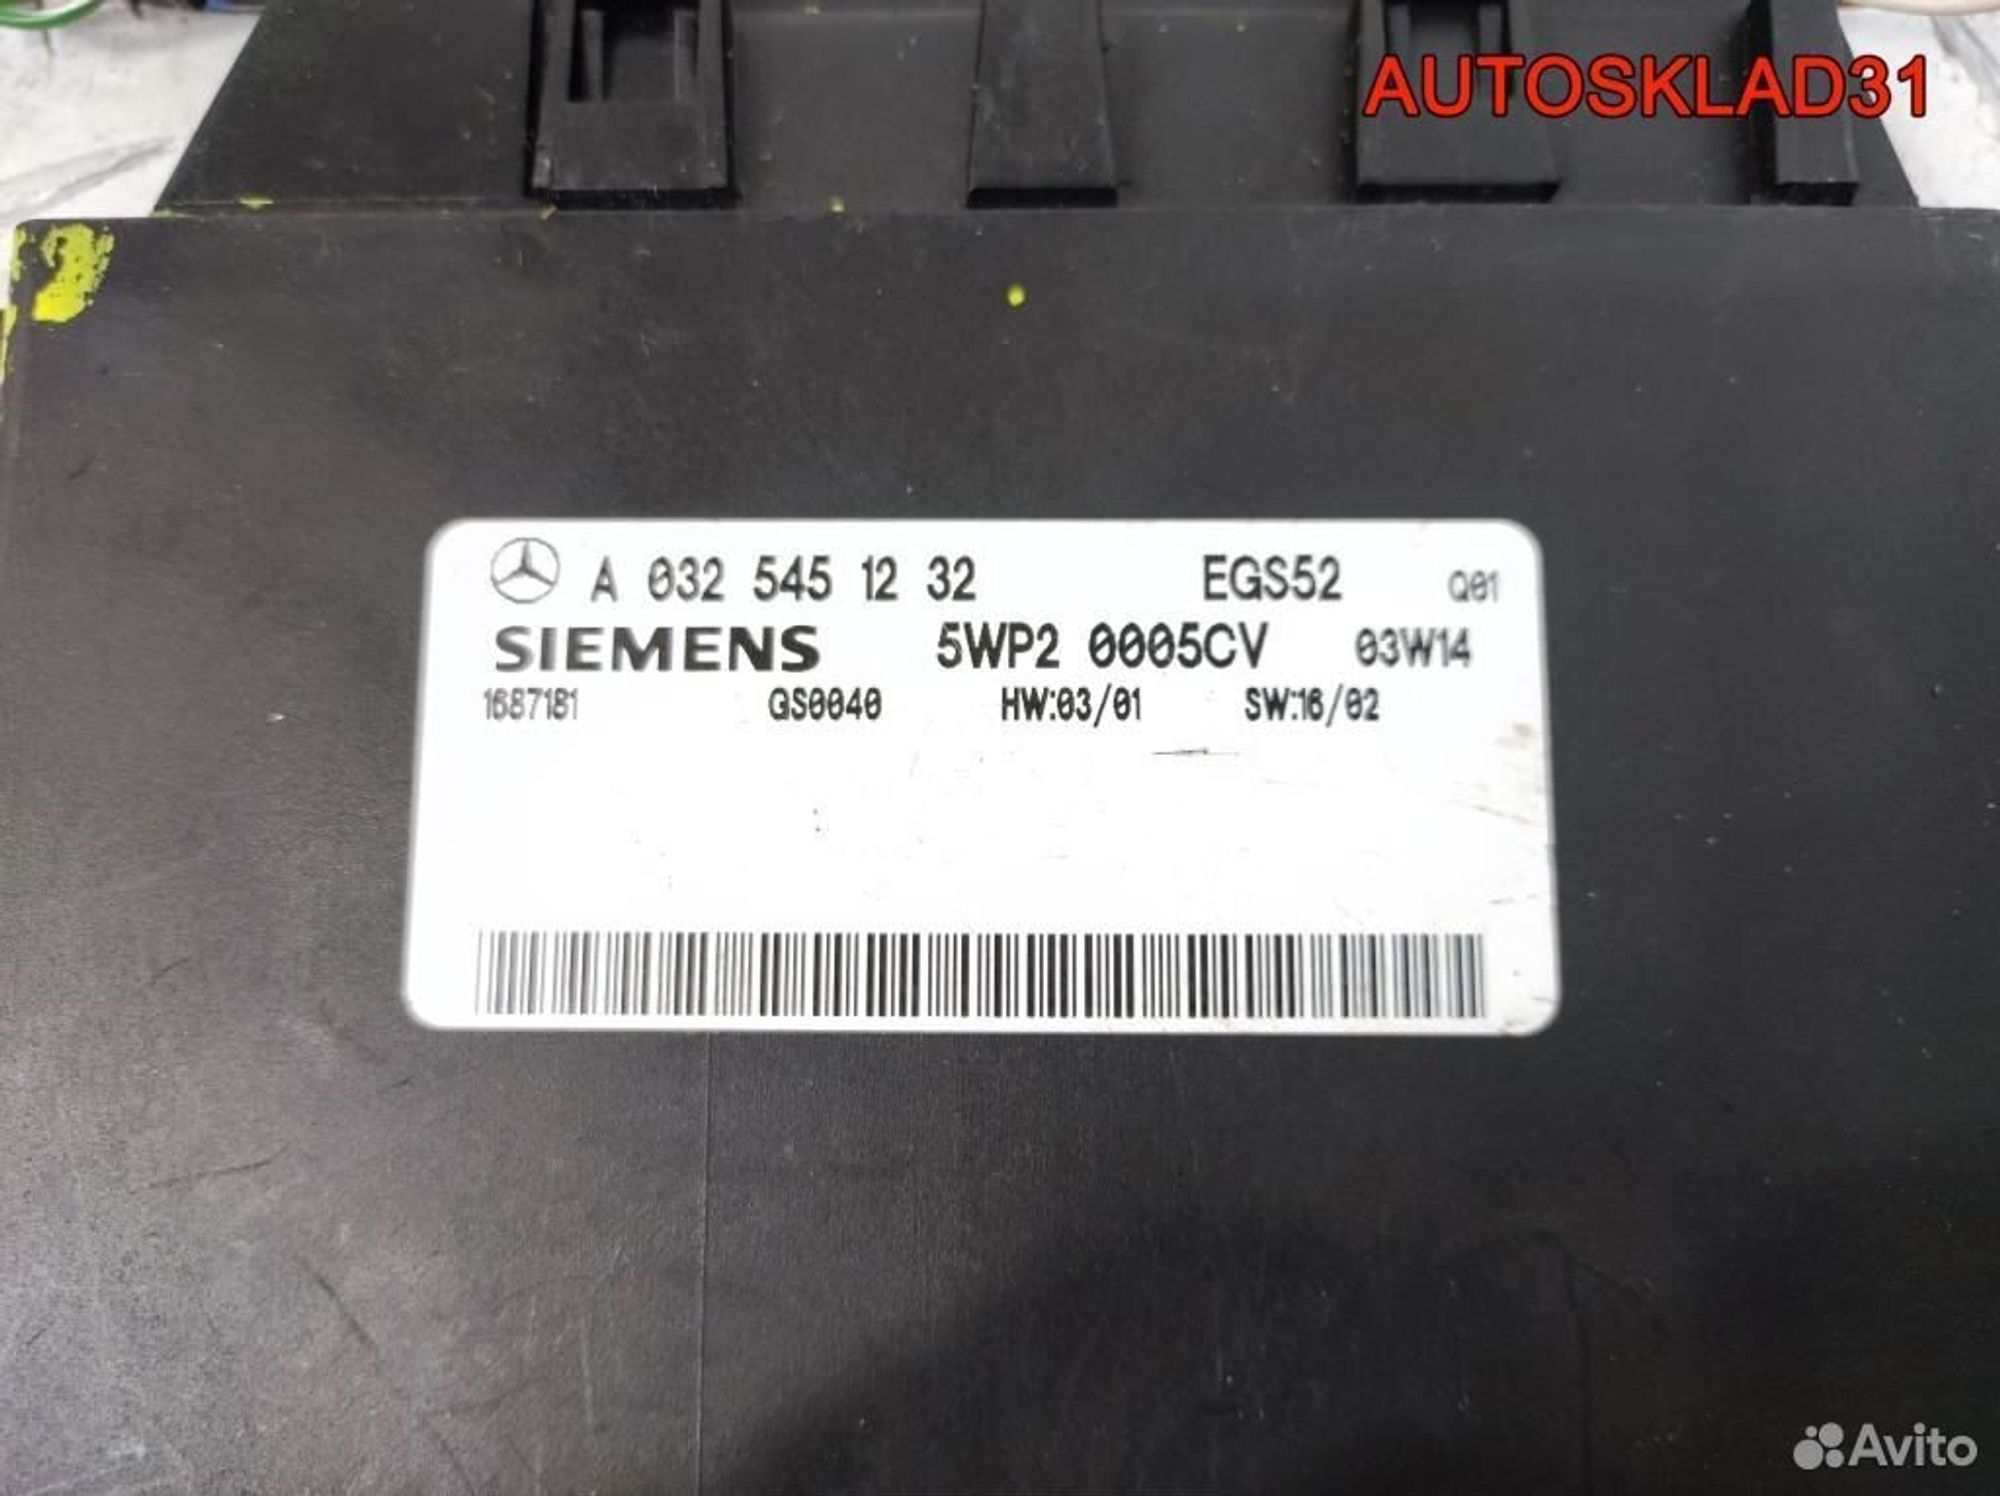 AUTOSKLAD31
A 032 545 12 32 EGS52 Q01
SIEMENS 5WP2 0005CV 03W14
1687181 GS0040 HW:03/01 SW:16/02
Avito